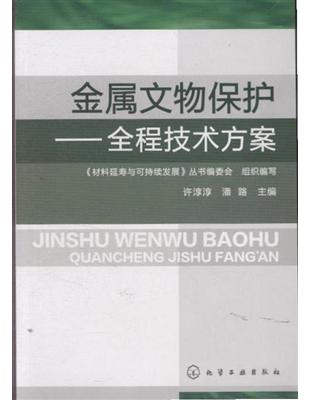 金属文物保护
——全程技术方案
《材料延寿与可持续发展》丛书编委会 组织编写
许淳淳 潘路 主编
JINSHU WENWU BAOHU
QUANCHENG JISHU FANG'AN
化学工业出版社